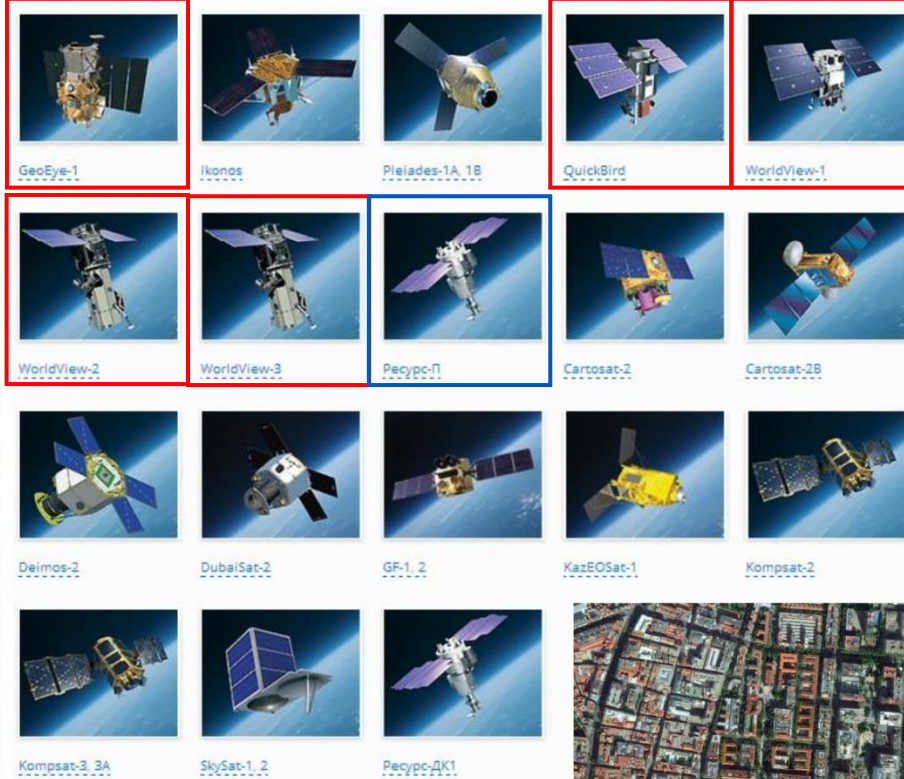 GeoEye-1
Ikonos
Pleiades-1A, 1B
QuickBird
WorldView-1
WorldView-2
WorldView-3
Ресурс-П
Cartosat-2
Cartosat-2B
Deimos-2
DubaiSat-2
GF-1, 2
KazEOSat-1
Kompsat-2
Kompsat-3, 3A
SkySat-1, 2
Ресурс-ДК1